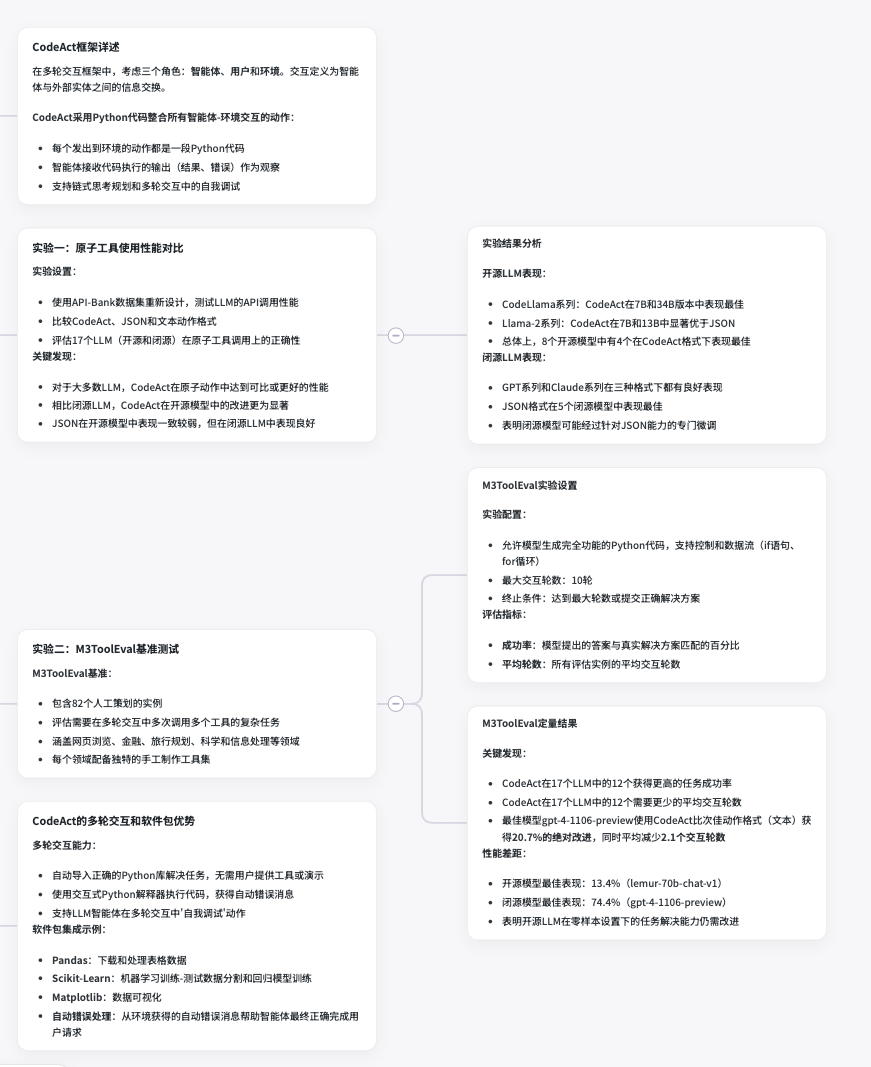 CodeAct框架详述
在多轮交互框架中，考虑三个角色：智能体、用户和环境。交互定义为智能
体与外部实体之间的信息交换。
CodeAct采用Python代码整合所有智能体-环境交互的动作：
• 每个发出到环境的动作都是一段Python代码
• 智能体接收代码执行的输出（结果、错误）作为观察
• 支持链式思考规划和多轮交互中的自我调试
实验一：原子工具使用性能对比
实验设置：
• 使用API-Bank数据集重新设计，测试LLM的API调用性能
• 比较CodeAct、JSON和文本动作格式
• 评估17个LLM（开源和闭源）在原子工具调用上的正确性
关键发现：
• 对于大多数LLM，CodeAct在原子动作中达到可比或更好的性能
• 相比闭源LLM，CodeAct在开源模型中的改进更为显著
• JSON在开源模型中表现一致较弱，但在闭源LLM中表现良好
实验结果分析
开源LLM表现：
• CodeLlama系列：CodeAct在7B和34B版本中表现最佳
• Llama-2系列：CodeAct在7B和13B中显著优于JSON
• 总体上，8个开源模型中有4个在CodeAct格式下表现最佳
闭源LLM表现：
• GPT系列和Claude系列在三种格式下都有良好表现
• JSON格式在5个闭源模型中表现最佳
• 表明闭源模型可能经过针对JSON能力的专门微调
实验二：M3ToolEval基准测试
M3ToolEval基准：
• 包含82个人工策划的实例
• 评估需要在多轮交互中多次调用多个工具的复杂任务
• 涵盖网页浏览、金融、旅行规划、科学和信息处理等领域
• 每个领域配备独特的手工制作工具集
M3ToolEval实验设置
实验配置：
• 允许模型生成完全功能的Python代码，支持控制和数据流（if语句、
for循环）
• 最大交互轮数：10轮
• 终止条件：达到最大轮数或提交正确解决方案
评估指标：
• 成功率：模型提出的答案与真实解决方案匹配的百分比
• 平均轮数：所有评估实例的平均交互轮数
M3ToolEval定量结果
关键发现：
• CodeAct在17个LLM中的12个获得更高的任务成功率
• CodeAct在17个LLM中的12个需要更少的平均交互轮数
• 最佳模型gpt-4-1106-preview使用CodeAct比次佳动作格式（文本）获
得20.7%的绝对改进，同时平均减少2.1个交互轮数
性能差距：
• 开源模型最佳表现：13.4%（lemur-70b-chat-v1）
• 闭源模型最佳表现：74.4%（gpt-4-1106-preview）
• 表明开源LLM在零样本设置下的任务解决能力仍需改进
CodeAct的多轮交互和软件包优势
多轮交互能力：
• 自动导入正确的Python库解决任务，无需用户提供工具或演示
• 使用交互式Python解释器执行代码，获得自动错误消息
• 支持LLM智能体在多轮交互中'自我调试'动作
软件包集成示例：
• Pandas：下载和处理表格数据
• Scikit-Learn：机器学习训练-测试数据分割和回归模型训练
• Matplotlib：数据可视化
• 自动错误处理：从环境获得的自动错误消息帮助智能体最终正确完成用
户请求